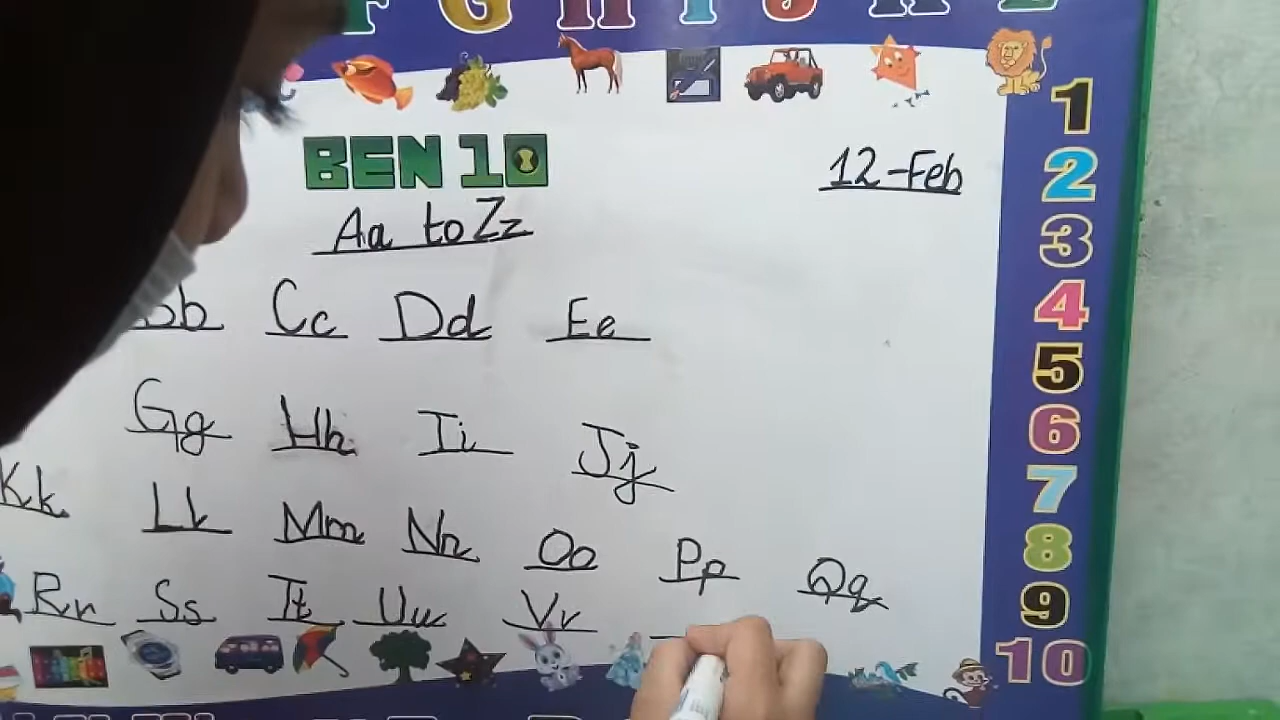 F G H I J K L
BEN 10
12-Feb
Aa to Zz
Bb Cc Dd Ee
Gg Hh Ii Jj
Kk Ll Mm Nn Oo Pp Qq
Rr Ss Tt Uu Vv
1
2
3
4
5
6
7
8
9
10